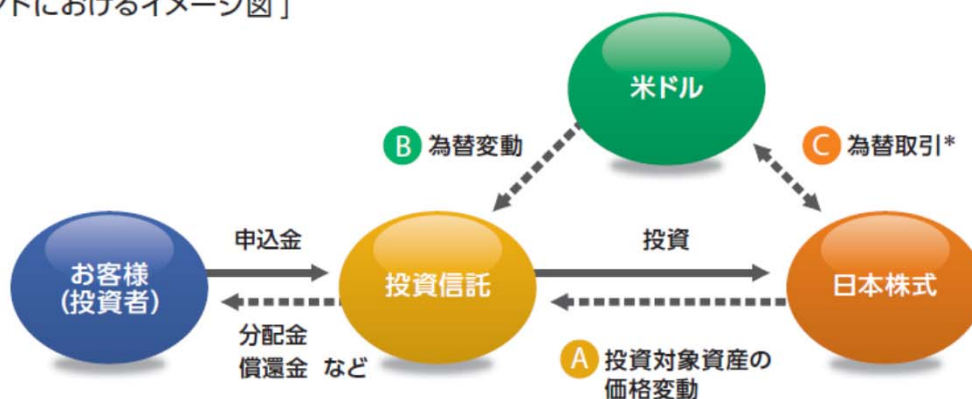 ンドにおけるイメージ図］
米ドル
B 為替変動
C 為替取引*
申込金
投資
お客様
(投資者)
投資信託
日本株式
分配金
償還金 など
A 投資対象資産の
価格変動